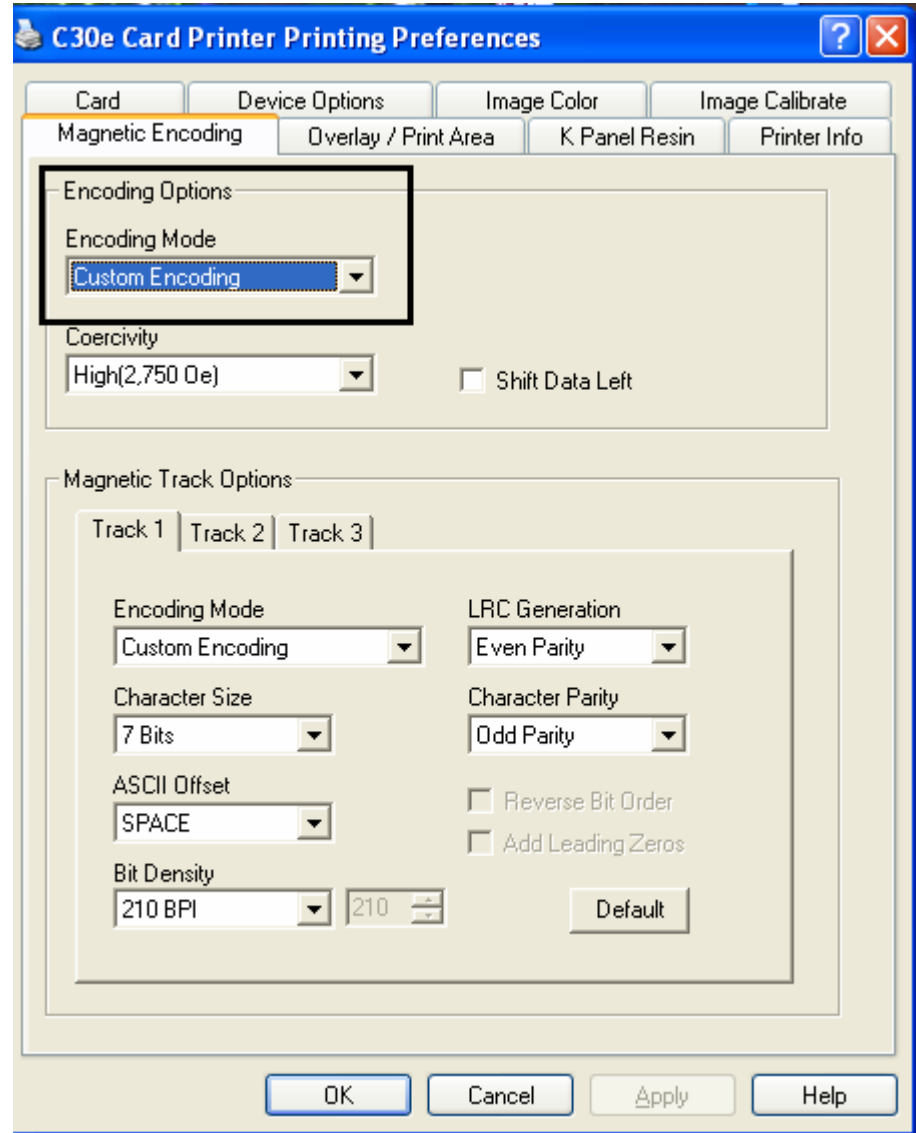 C30e Card Printer Printing Preferences
Card Device Options Image Color Image Calibrate
Magnetic Encoding Overlay / Print Area K Panel Resin Printer Info
Encoding Options
Encoding Mode
Custom Encoding
Coercivity
High(2,750 Oe)
Shift Data Left
Magnetic Track Options
Track 1 Track 2 Track 3
Encoding Mode LRC Generation
Custom Encoding Even Parity
Character Size Character Parity
7 Bits Odd Parity
ASCII Offset
SPACE
Reverse Bit Order
Add Leading Zeros
Bit Density
210 BPI 210 Default
OK Cancel Apply Help